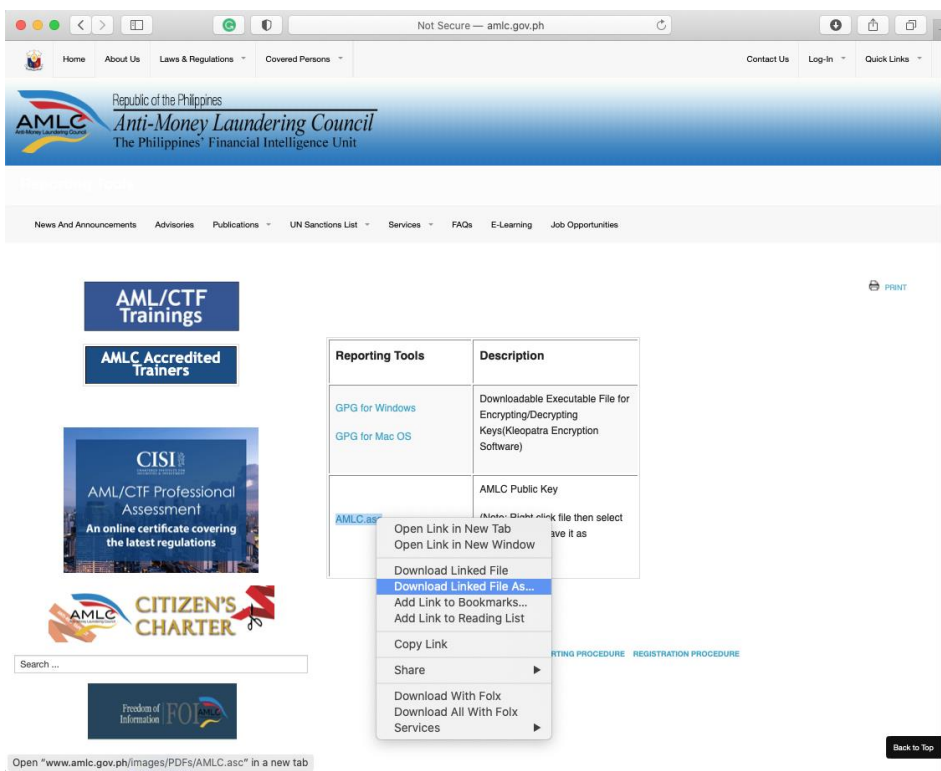 Not Secure — amlc.gov.ph
Home About Us Laws & Regulations Covered Persons Contact Us Log-In Quick Links
AMLC
Anti-Money Laundering Council
Republic of the Philippines
Anti-Money Laundering Council
The Philippines' Financial Intelligence Unit
News And Announcements Advisories Publications UN Sanctions List Services FAQs E-Learning Job Opportunities
PRINT
AML/CTF
Trainings
AMLC Accredited
Trainers
CISI
AML/CTF Professional
Assessment
An online certificate covering
the latest regulations
AMLC
CITIZEN'S
CHARTER
Search ...
Freedom of
Information
FOI
Reporting Tools Description
GPG for Windows
GPG for Mac OS
Downloadable Executable File for
Encrypting/Decrypting
Keys(Kleopatra Encryption
Software)
AMLC.asc
AMLC Public Key
(Note: Right click file then select
ave it as
Open Link in New Tab
Open Link in New Window
Download Linked File
Download Linked File As...
Add Link to Bookmarks...
Add Link to Reading List
Copy Link
Share
Download With Folx
Download All With Folx
Services
RTING PROCEDURE REGISTRATION PROCEDURE
Back to Top
Open "www.amlc.gov.ph/images/PDFs/AMLC.asc" in a new tab